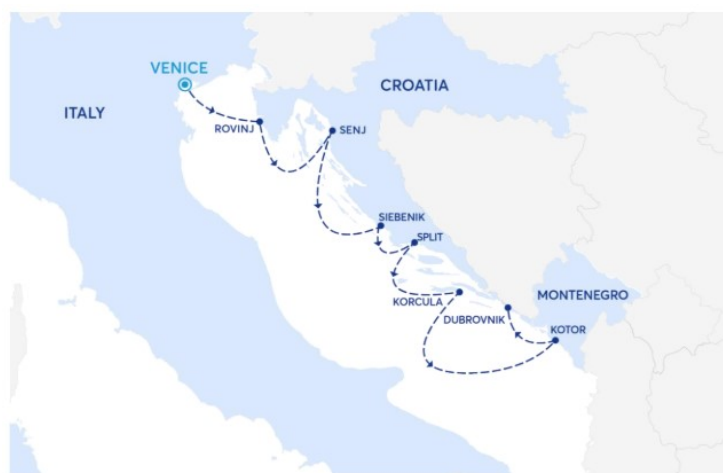 VENICE
CROATIA
ITALY
ROVINJ
SENJ
SIEBENIK
SPLIT
MONTENEGRO
KORCULA
DUBROVNIK
KOTOR